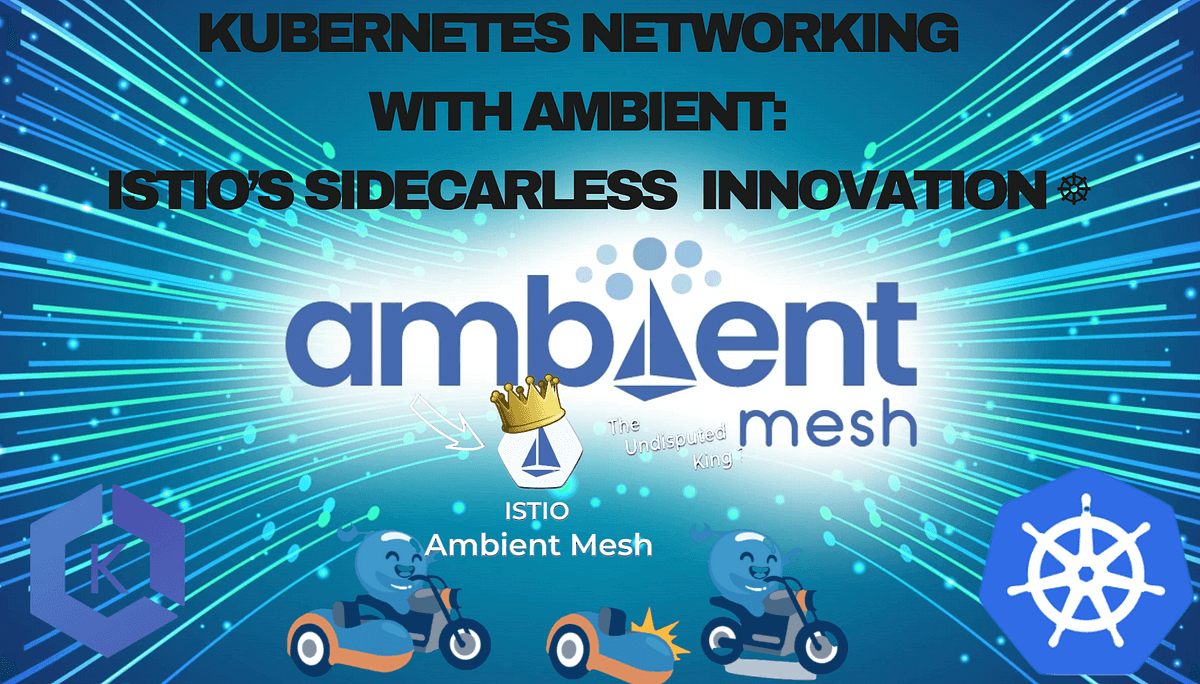 KUBERNETES NETWORKING
WITH AMBIENT:
ISTIO'S SIDECARLESS INNOVATION ⎈
ambient
mesh
The
Undisputed
King ?
ISTIO
Ambient Mesh
K